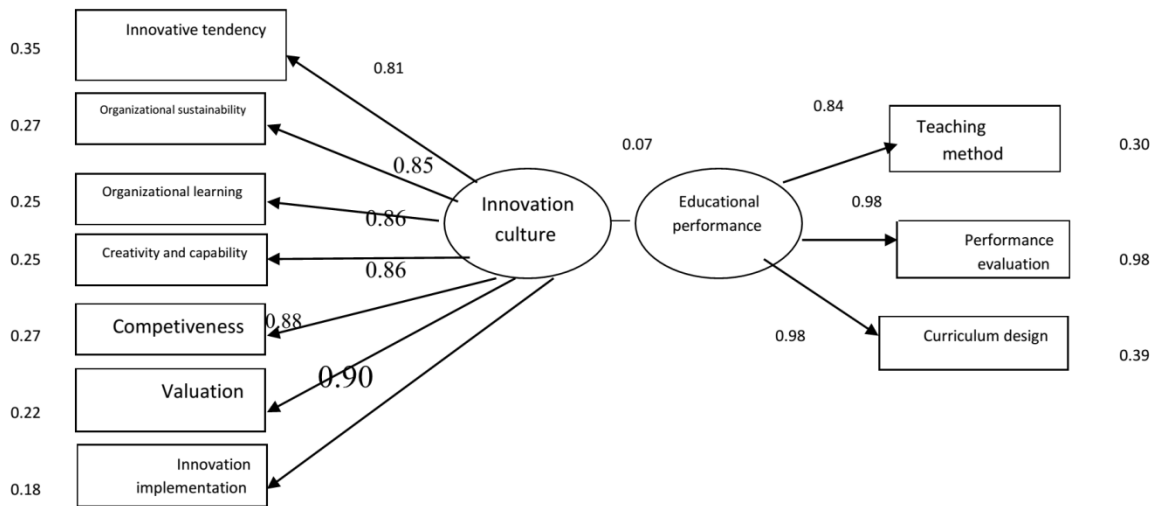 Innovative tendency
0.35
0.81
Organizational sustainability
0.27
0.85
Organizational learning
0.25
0.86
Creativity and capability
0.25
0.86
Competiveness
0.27
0.88
Valuation
0.22
0.90
Innovation
implementation
0.18
Innovation
culture
0.07
Educational
performance
0.84
Teaching
method
0.30
0.98
Performance
evaluation
0.98
0.98
Curriculum design
0.39